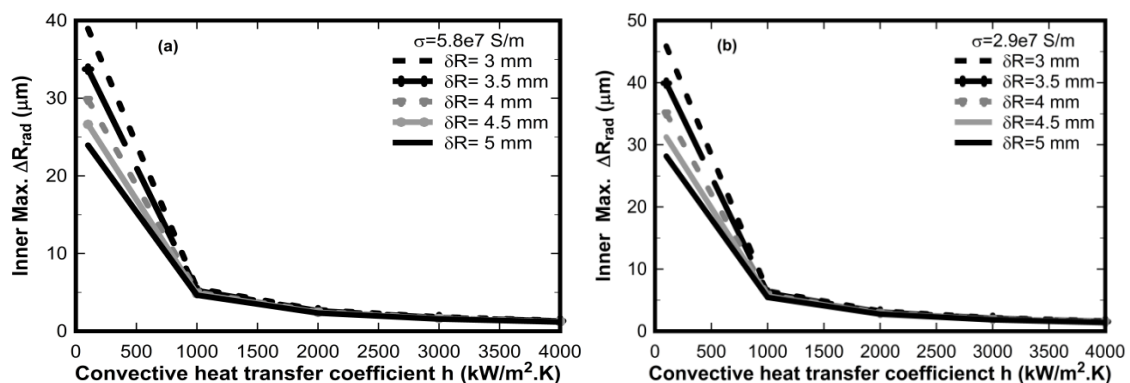 40
30
20
10
0
Inner Max. ΔR_rad (μm)
(a)
σ=5.8e7 S/m
δR= 3 mm
δR= 3.5 mm
δR= 4 mm
δR= 4.5 mm
δR= 5 mm
0 500 1000 1500 2000 2500 3000 3500 4000
Convective heat transfer coefficient h (kW/m².K)
50
40
30
20
10
0
Inner Max. ΔR_rad (μm)
(b)
σ=2.9e7 S/m
δR=3 mm
δR=3.5 mm
δR=4 mm
δR=4.5 mm
δR=5 mm
0 500 1000 1500 2000 2500 3000 3500 4000
Convective heat transfer coefficienct h (kW/m².K)